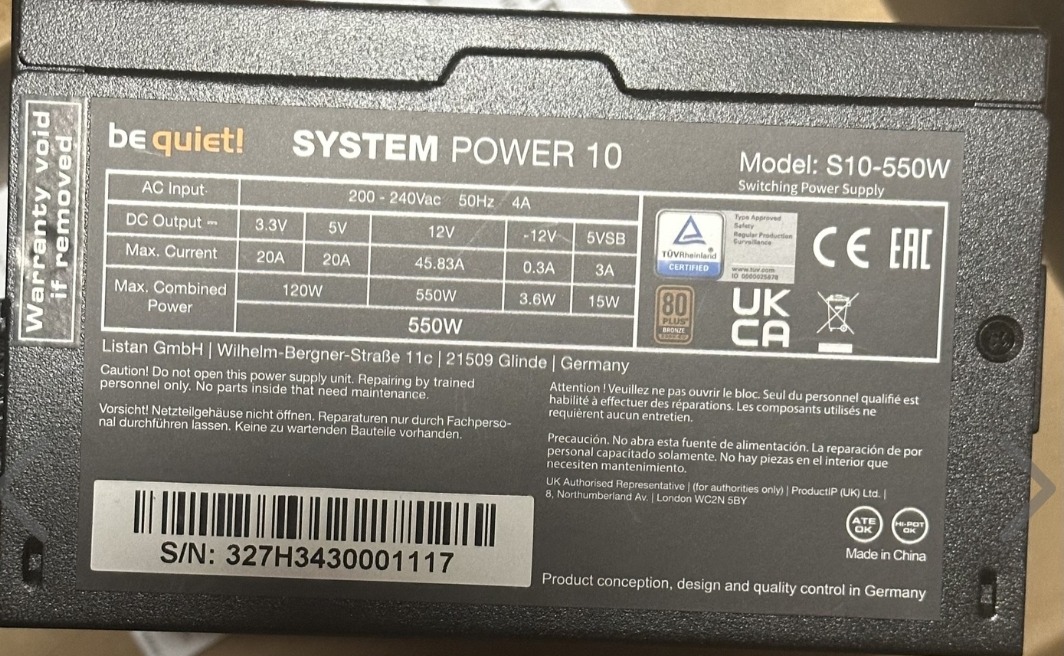 Warranty void
if removed
be quiet!
SYSTEM POWER 10
Model: S10-550W
Switching Power Supply
AC Input 200 - 240Vac 50Hz 4A
DC Output 3.3V 5V 12V -12V 5VSB
Max. Current 20A 20A 45.83A 0.3A 3A
Max. Combined
Power
120W 550W 3.6W 15W
550W
TÜVRheinland
CERTIFIED
Type Approved
Safety
Regular Production
Surveillance
www.tuv.com
CE EAC
80
PLUS
BRONZE
UK
CA
Listan GmbH | Wilhelm-Bergner-Straße 11c | 21509 Glinde | Germany
Caution! Do not open this power supply unit. Repairing by trained
personnel only. No parts inside that need maintenance.
Vorsicht! Netzteilgehäuse nicht öffnen. Reparaturen nur durch Fachperso-
nal durchführen lassen. Keine zu wartenden Bauteile vorhanden.
Attention ! Veuillez ne pas ouvrir le bloc. Seul du personnel qualifié est
habilité à effectuer des réparations. Les composants utilisés ne
requièrent aucun entretien.
Precaución. No abra esta fuente de alimentación. La reparación de por
personal capacitado solamente. No hay piezas en el interior que
necesiten mantenimiento.
UK Authorised Representative | (for authorities only) | ProductIP (UK) Ltd. |
8, Northumberland Av. | London WC2N 5BY
ATE
OK
HI-POT
OK
Made in China
S/N: 327H3430001117
Product conception, design and quality control in Germany